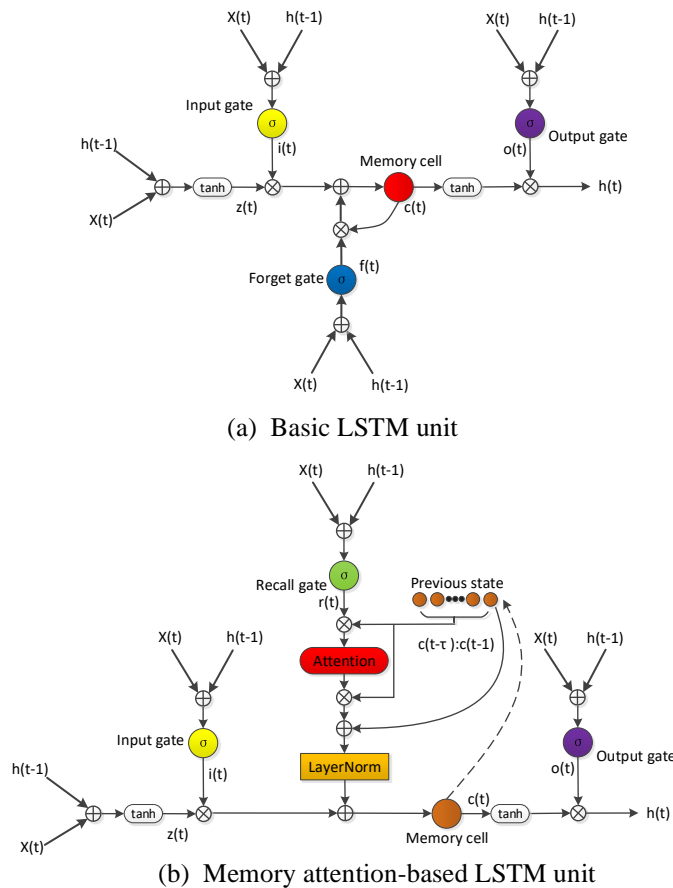 X(t) h(t-1) X(t) h(t-1)
Input gate σ σ Output gate
i(t) o(t)
h(t-1) Memory cell
tanh tanh h(t)
X(t) z(t) c(t)
f(t)
Forget gate σ
X(t) h(t-1)
(a) Basic LSTM unit
X(t) h(t-1)
σ
Recall gate Previous state
r(t)
X(t) h(t-1) c(t-τ ):c(t-1) X(t) h(t-1)
Attention
Input gate σ σ Output gate
LayerNorm
i(t) o(t)
h(t-1) c(t)
tanh tanh h(t)
X(t) z(t) Memory cell
(b) Memory attention-based LSTM unit